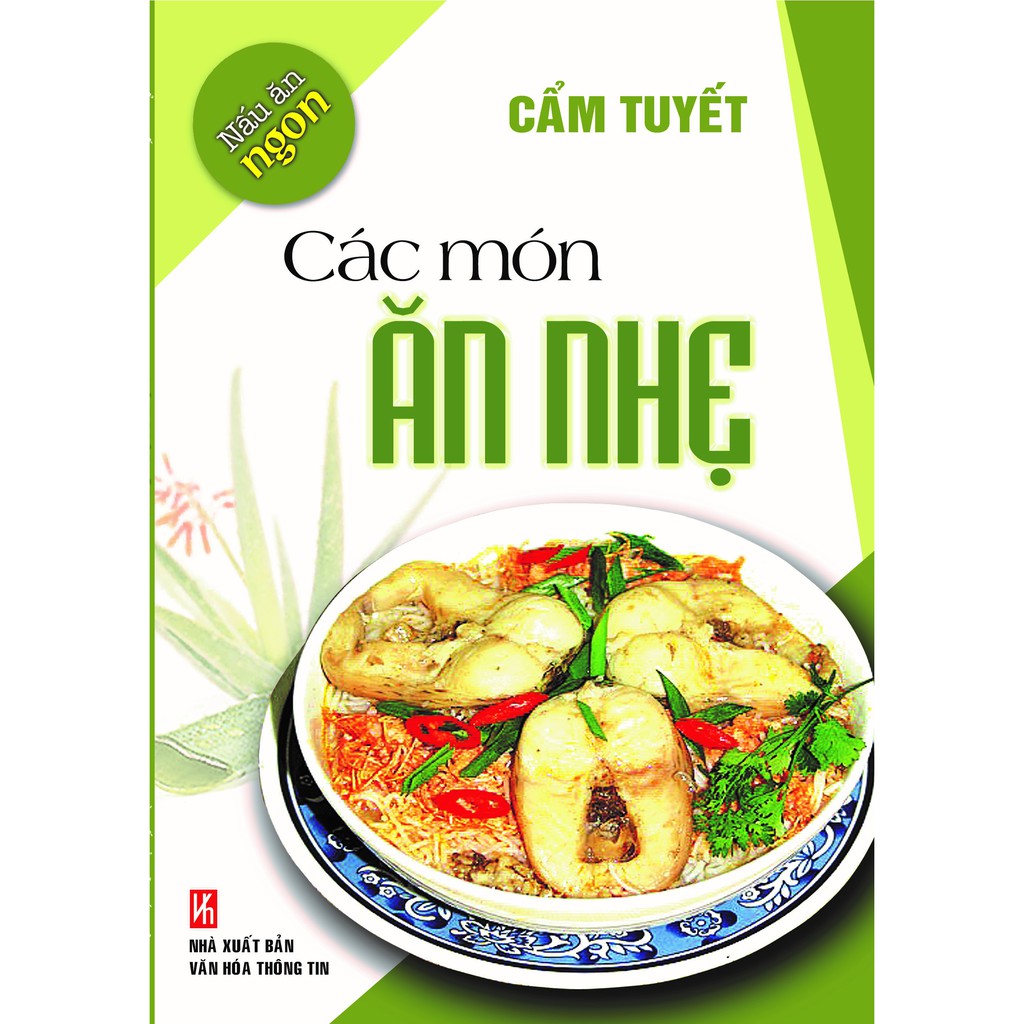 Nấu ăn
ngon
CẨM TUYẾT
Các món
ĂN NHẸ
NHÀ XUẤT BẢN
VĂN HÓA THÔNG TIN